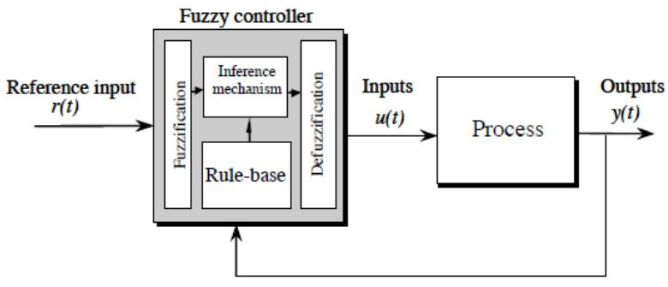 Fuzzy controller
Reference input
r(t)
Fuzzification
Inference
mechanism
Rule-base
Defuzzification
Inputs
u(t)
Process
Outputs
y(t)